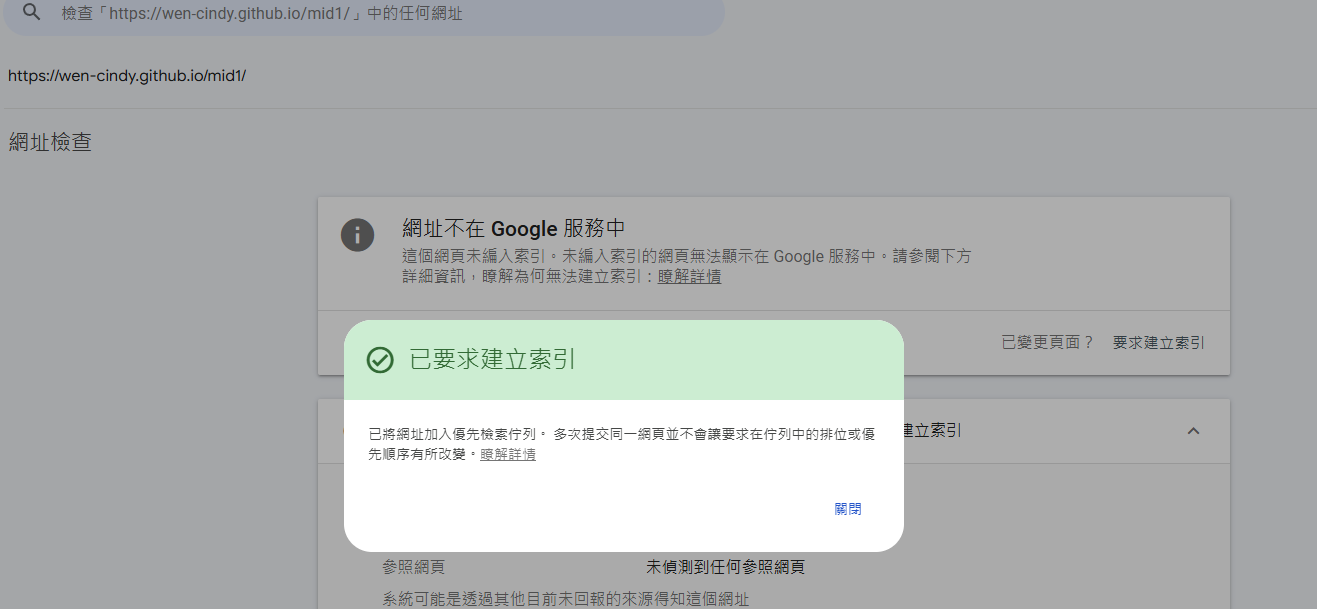 檢查「https://wen-cindy.github.io/mid1/」中的任何網址
https://wen-cindy.github.io/mid1/
網址檢查
網址不在 Google 服務中
這個網頁未編入索引。未編入索引的網頁無法顯示在 Google 服務中。請參閱下方
詳細資訊，瞭解為何無法建立索引：瞭解詳情
已變更頁面？ 要求建立索引
已要求建立索引
已將網址加入優先檢索佇列。 多次提交同一網頁並不會讓要求在佇列中的排位或優
先順序有所改變。瞭解詳情
建立索引
關閉
參照網頁 未偵測到任何參照網頁
系統可能是透過其他目前未回報的來源得知這個網址